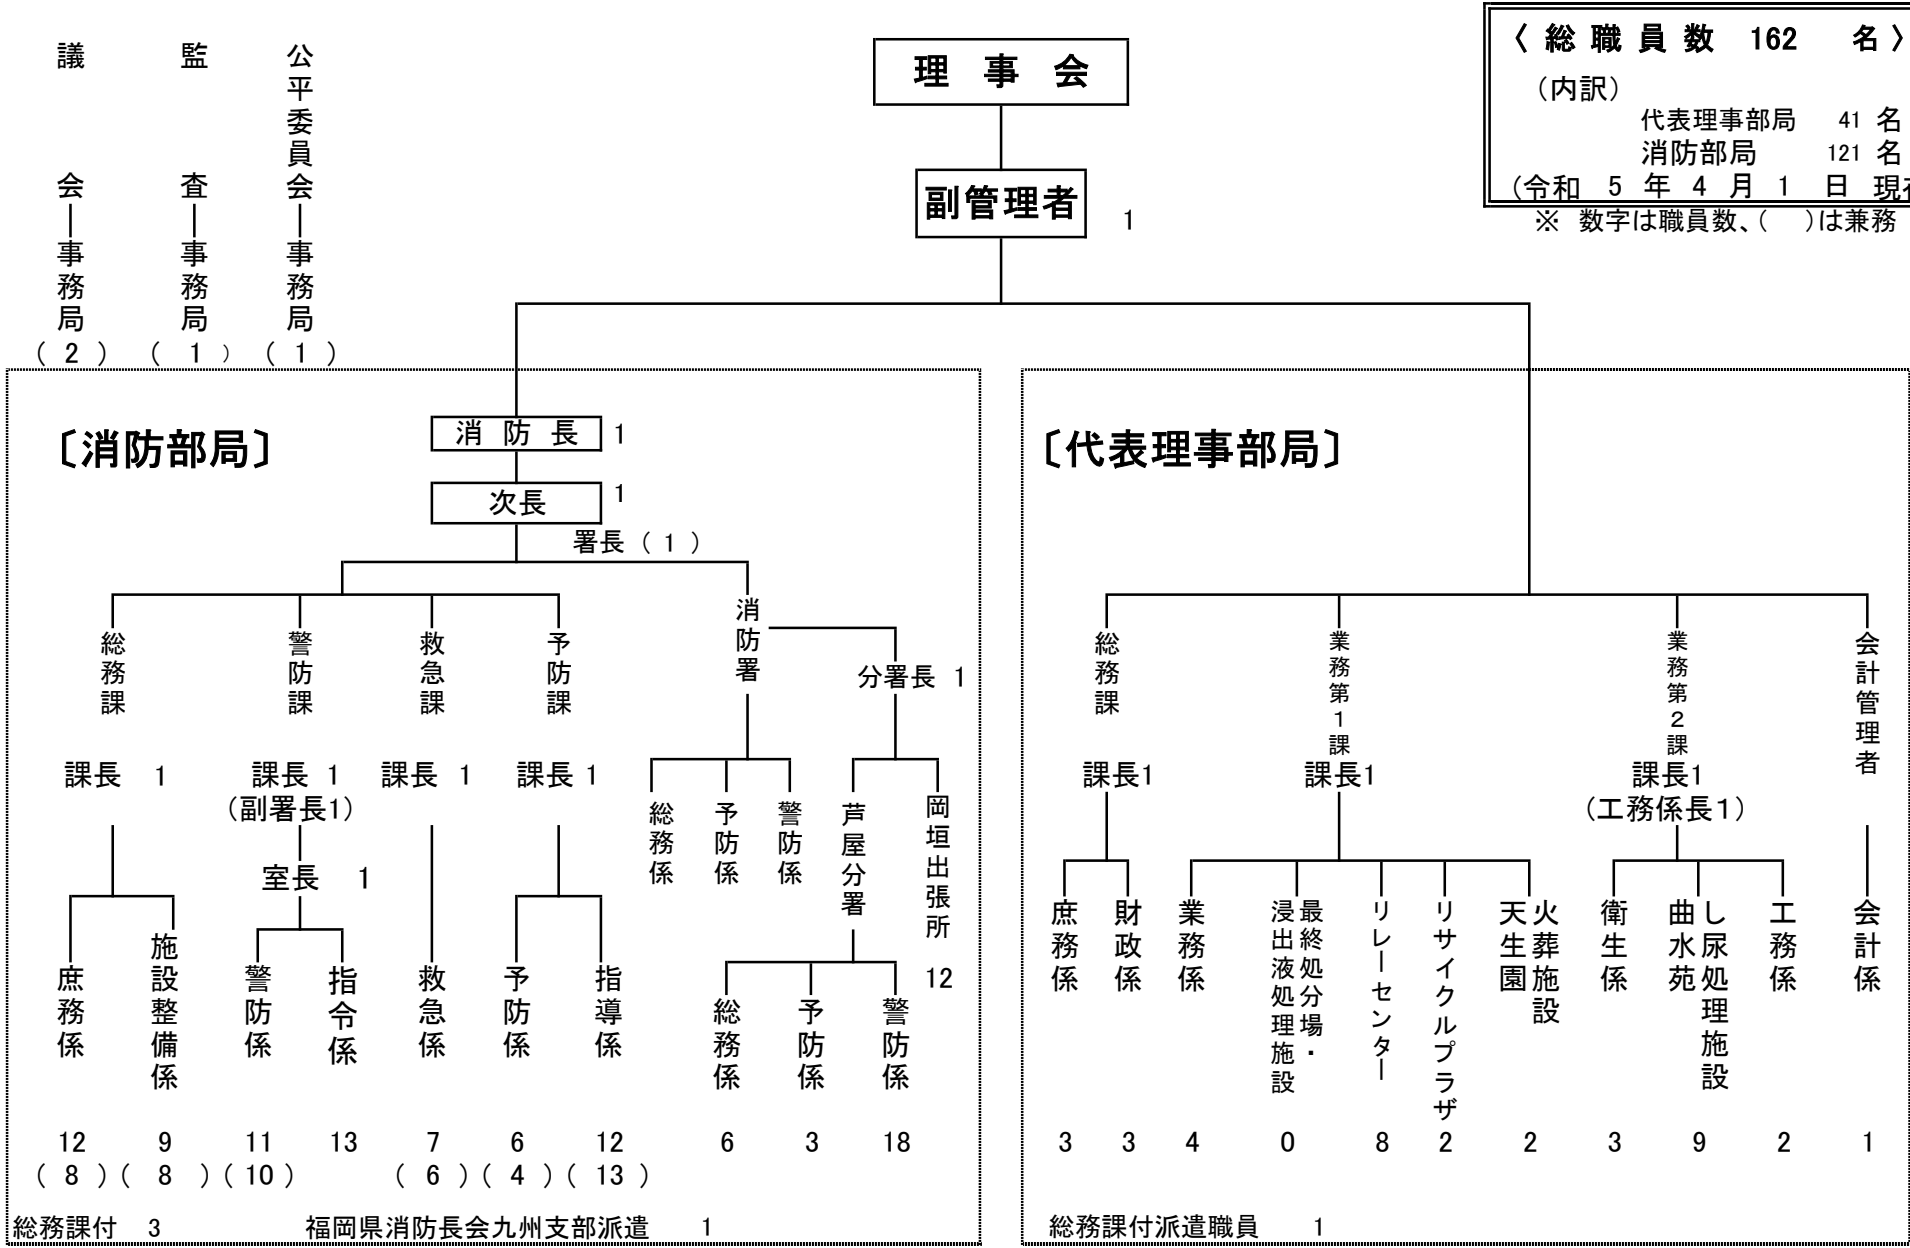 〈 総 職 員 数 162 名 〉
(内訳)
代表理事部局 41 名
消防部局 121 名
(令和 5 年 4 月 1 日 現在
※ 数字は職員数、( )は兼務
理 事 会
副管理者 1
議会―事務局
( 2 )
監査―事務局
( 1 )
公平委員会―事務局
( 1 )
〔消防部局〕
消 防 長 1
次長 1
署長 ( 1 )
総務課
警防課
救急課
予防課
消防署
分署長 1
課長 1
課長 1
(副署長1)
課長 1
課長 1
室長 1
総務係
予防係
警防係
芦屋分署
岡垣出張所
12
庶務係
施設整備係
警防係
指令係
救急係
予防係
指導係
総務係
予防係
警防係
12 9 11 13 7 6 12 6 3 18
( 8 ) ( 8 ) ( 10 ) ( 6 ) ( 4 ) ( 13 )
総務課付 3 福岡県消防長会九州支部派遣 1
〔代表理事部局〕
総務課
業務第1課
業務第2課
会計管理者
課長1
課長1
課長1
(工務係長1)
庶務係
財政係
業務係
最終処分場・
浸出液処理施設
リレーセンター
リサイクルプラザ
火葬施設
天生園
衛生係
し尿処理施設
曲水苑
工務係
会計係
3 3 4 0 8 2 2 3 9 2 1
総務課付派遣職員 1